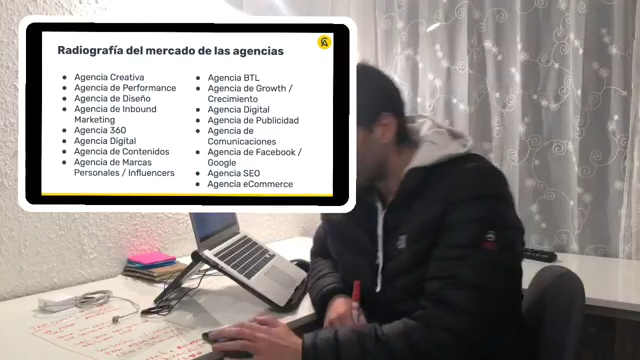 Radiografía del mercado de las agencias
Agencia Creativa
Agencia de Performance
Agencia de Diseño
Agencia de Inbound
Marketing
Agencia 360
Agencia Digital
Agencia de Contenidos
Agencia de Marcas
Personales / Influencers
Agencia BTL
Agencia de Growth /
Crecimiento
Agencia Digital
Agencia de Publicidad
Agencia de
Comunicaciones
Agencia de Facebook /
Google
Agencia SEO
Agencia eCommerce